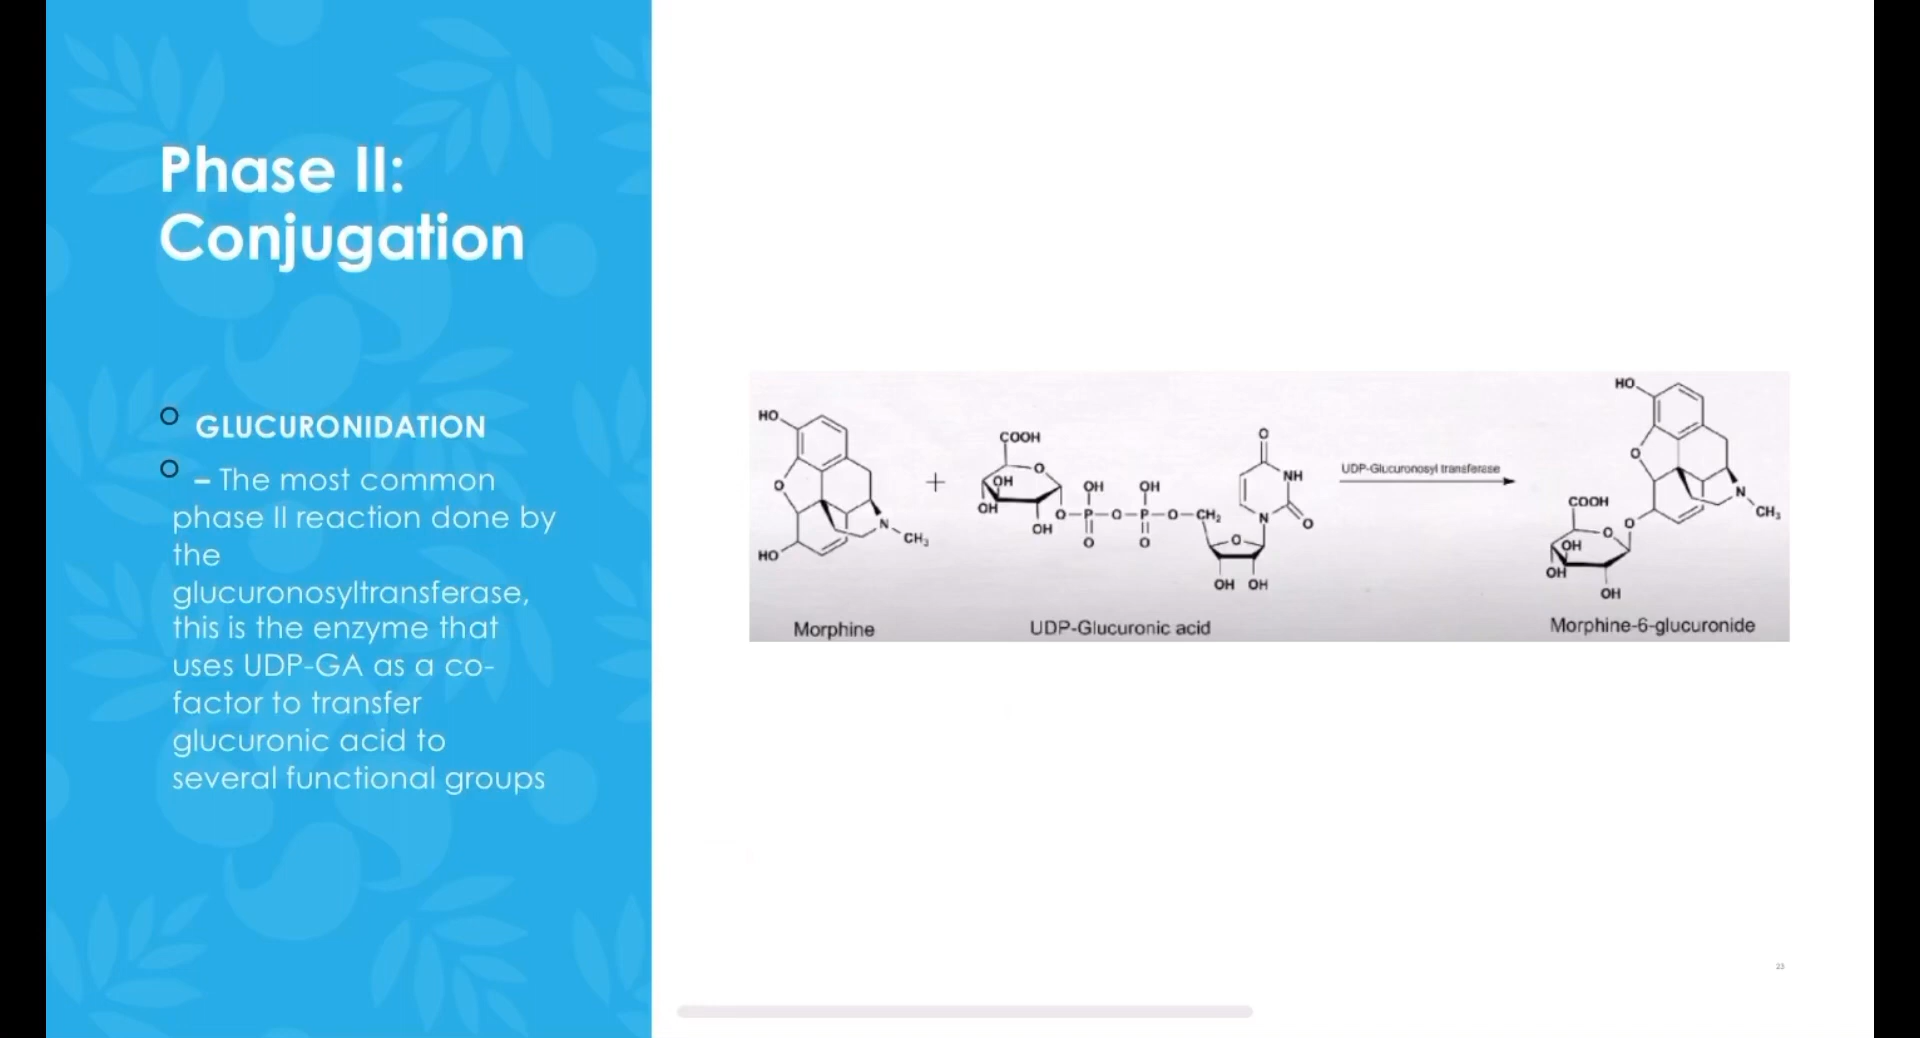 Phase II:
Conjugation
GLUCURONIDATION
– The most common
phase II reaction done by
the
glucuronosyltransferase,
this is the enzyme that
uses UDP-GA as a co-
factor to transfer
glucuronic acid to
several functional groups
HO
O
HO
N
CH3
Morphine
+
COOH
O
OH
OH
OH
O
P
OH
O
O
P
OH
O
O
CH2
O
NH
O
N
O
OH OH
UDP-Glucuronic acid
UDP-Glucuronosyl transferase
HO
O
N
CH3
COOH
O
O
OH
OH
OH
Morphine-6-glucuronide
23